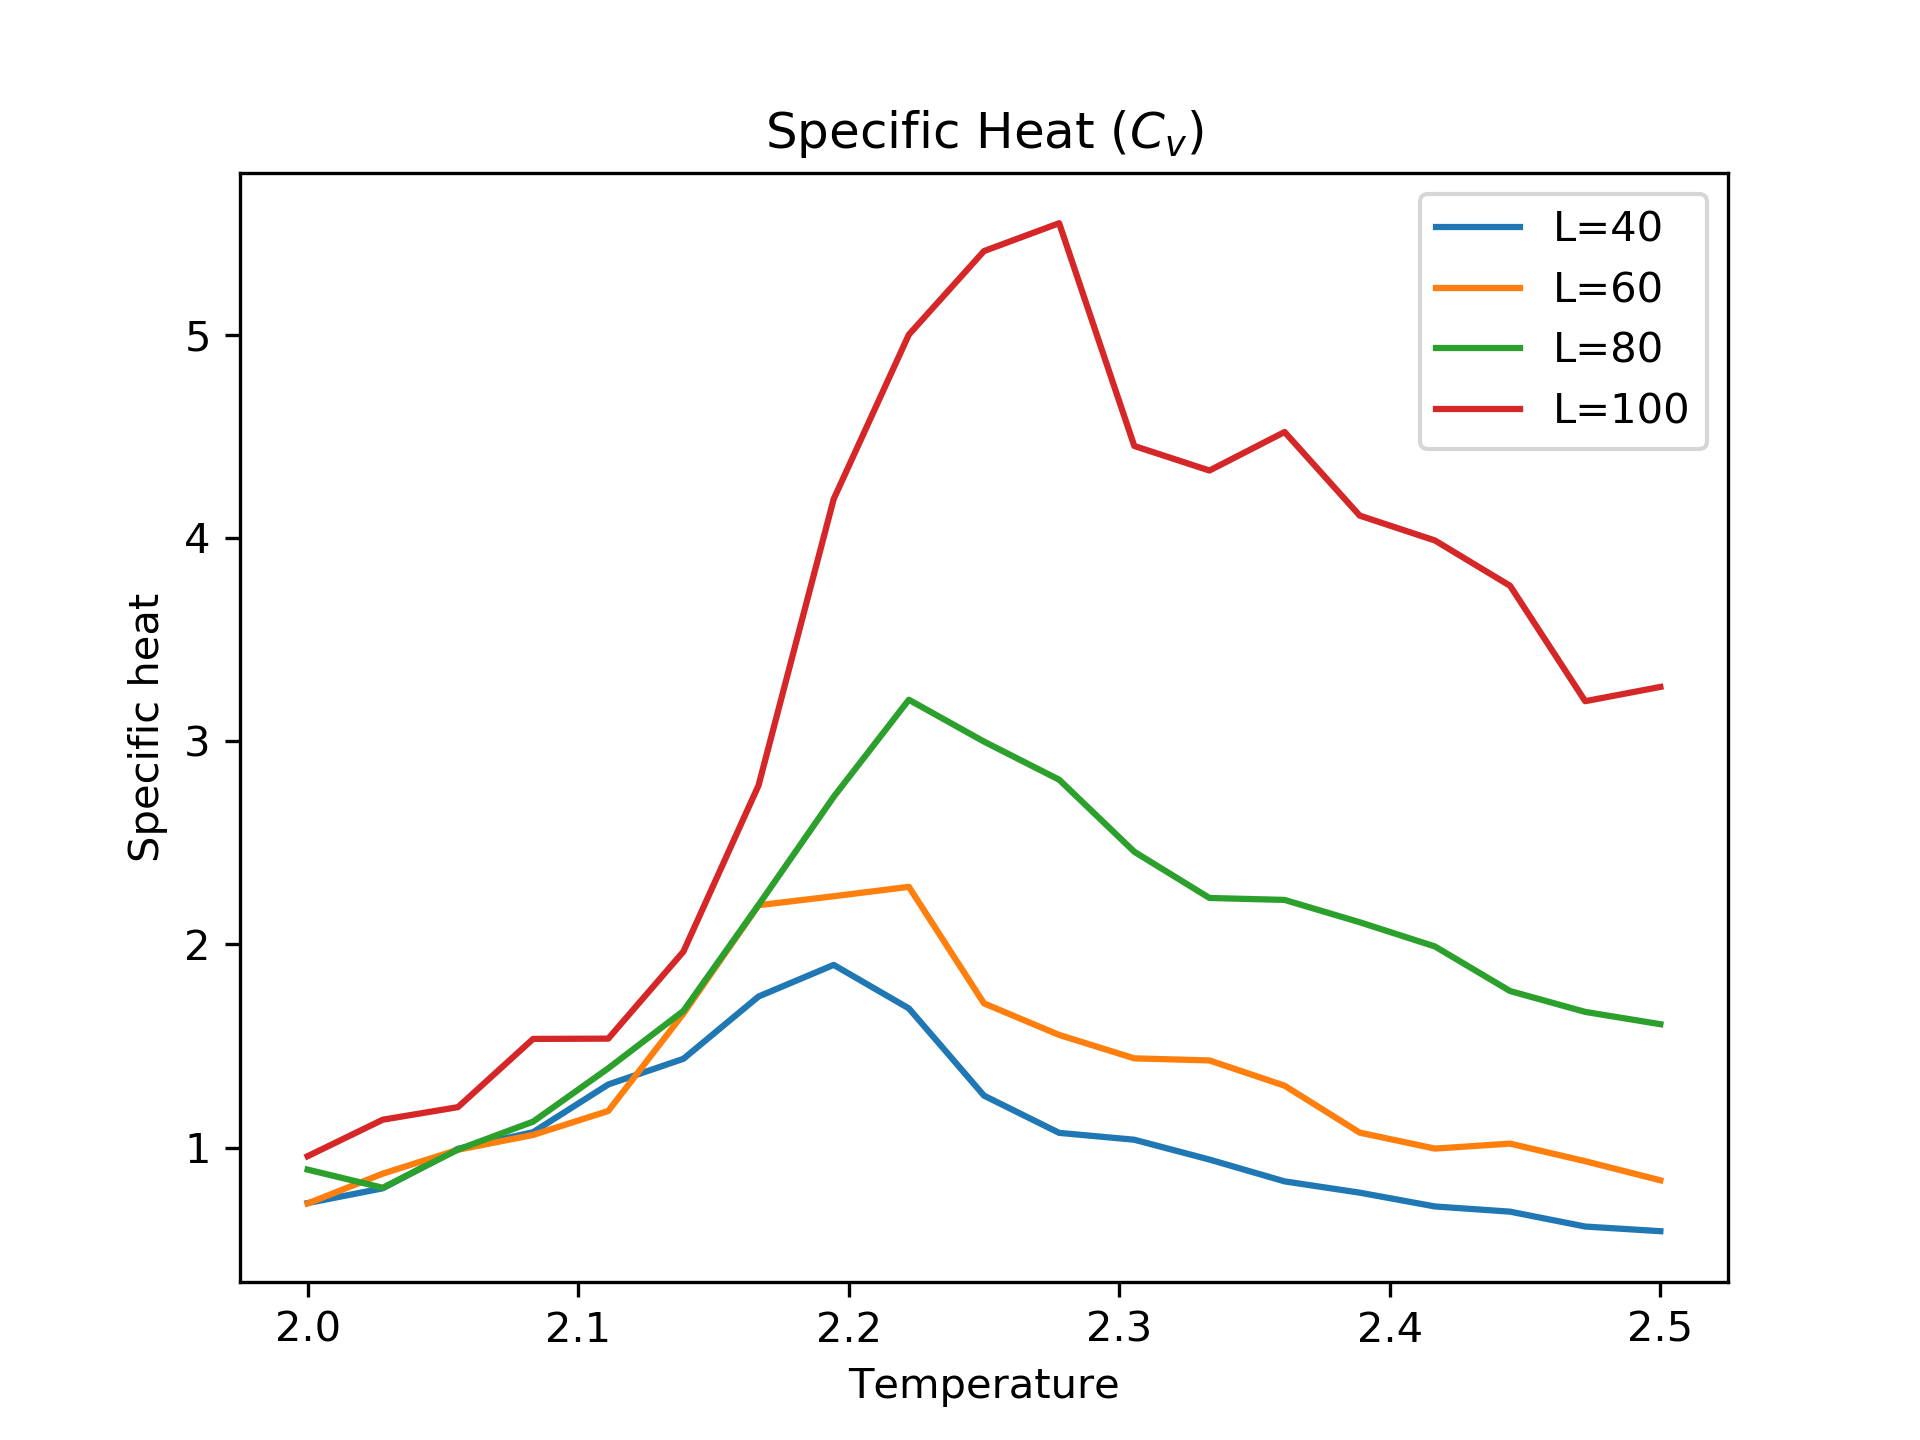 Specific Heat ($C_v$)
L=40
L=60
L=80
L=100
5
4
3
2
1
Specific heat
2.0 2.1 2.2 2.3 2.4 2.5
Temperature